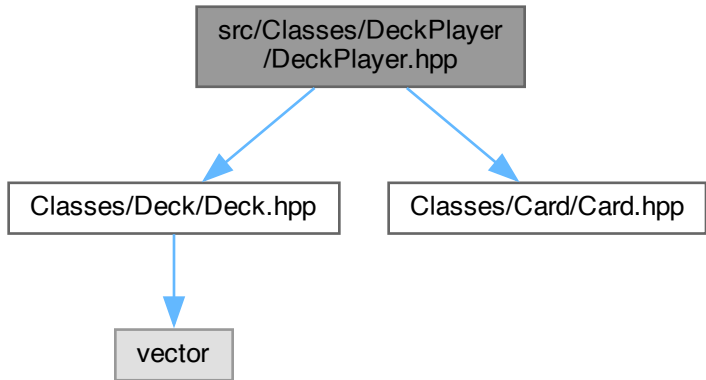 src/Classes/DeckPlayer
/DeckPlayer.hpp
Classes/Deck/Deck.hpp
Classes/Card/Card.hpp
vector